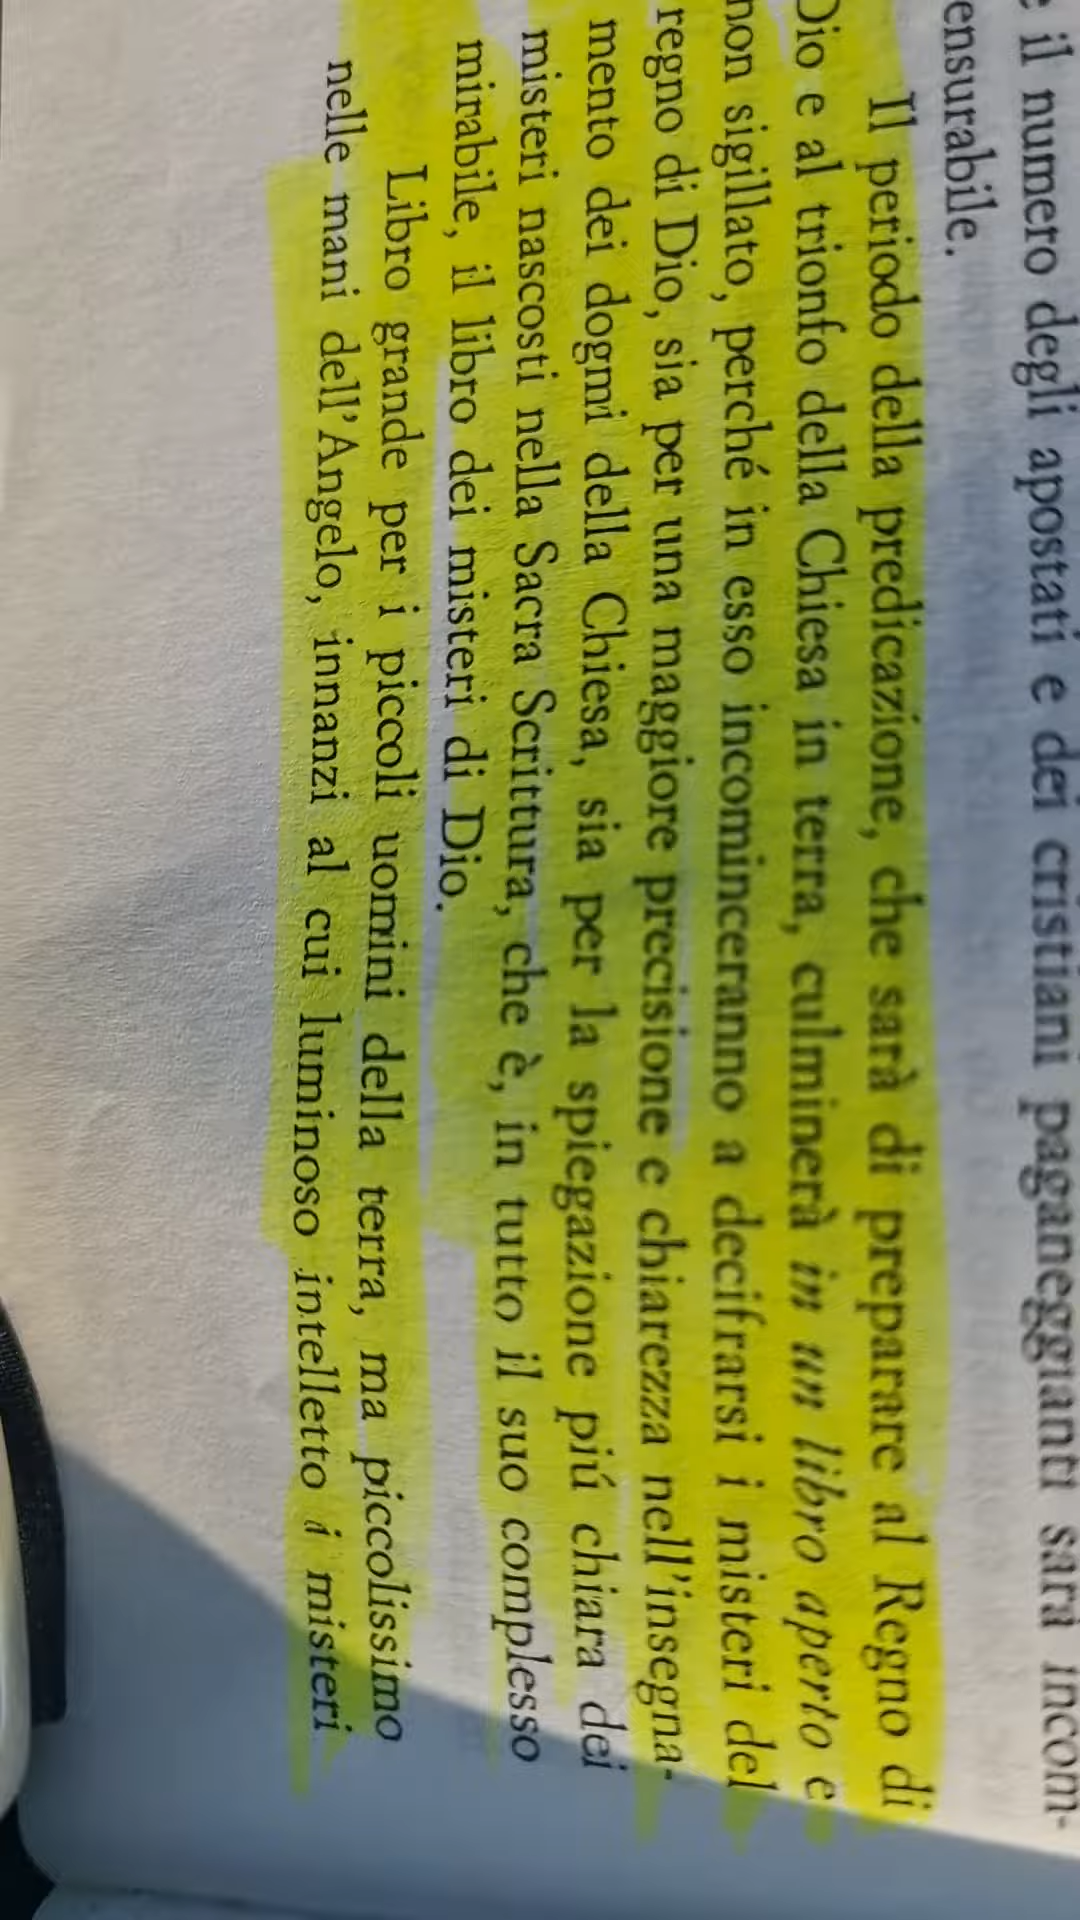 e il numero degli apostati e dei cristiani paganeggianti sarà incom-
ensurabile.
Il periodo della predicazione, che sarà di preparare al Regno di
Dio e al trionfo della Chiesa in terra, culminerà in un libro aperto e
non sigillato, perché in esso incominceranno a decifrarsi i misteri del
regno di Dio, sia per una maggiore precisione e chiarezza nell'insegna-
mento dei dogmi della Chiesa, sia per la spiegazione piú chiara dei
misteri nascosti nella Sacra Scrittura, che è, in tutto il suo complesso
mirabile, il libro dei misteri di Dio.
Libro grande per i piccoli uomini della terra, ma piccolissimo
nelle mani dell'Angelo, innanzi al cui luminoso intelletto i misteri